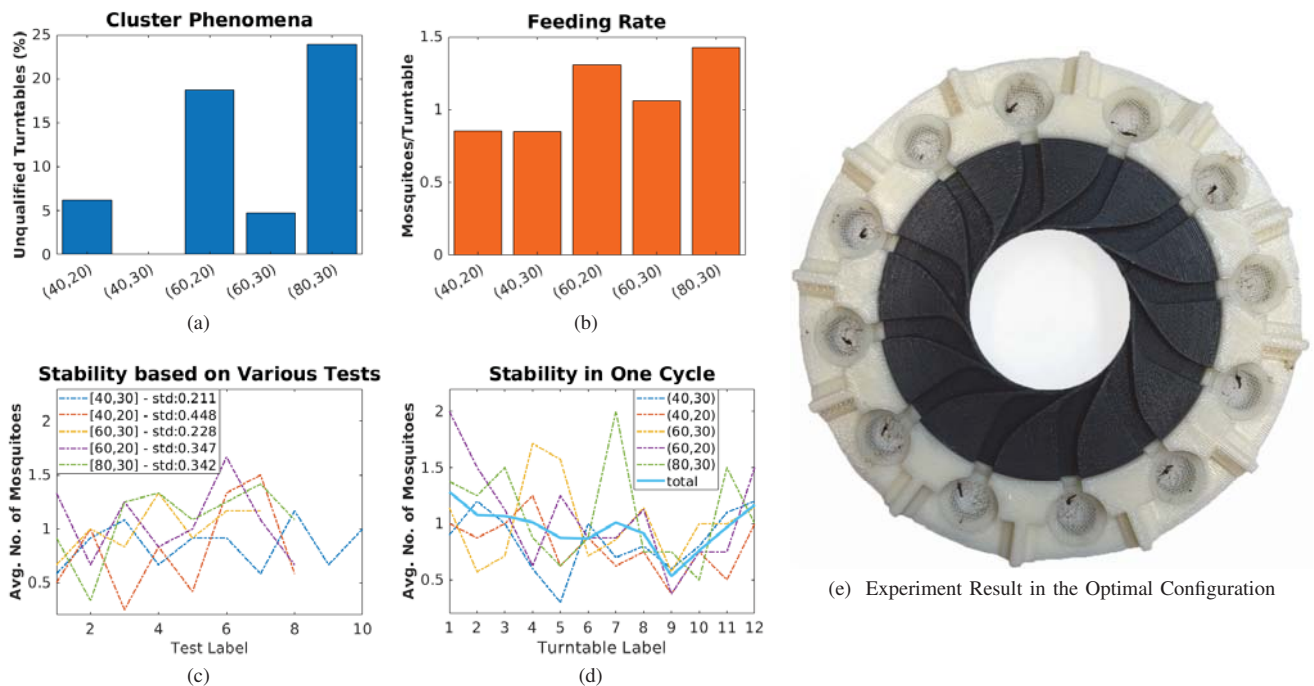 Cluster Phenomena
Unqualified Turntables (%)
25
20
15
10
5
0
(40,20)
(40,30)
(60,20)
(60,30)
(80,30)
(a)
Feeding Rate
Mosquitoes/Turntable
1.5
1
0.5
0
(40,20)
(40,30)
(60,20)
(60,30)
(80,30)
(b)
Stability based on Various Tests
Avg. No. of Mosquitoes
2
1.5
1
0.5
[40,30] - std:0.211
[40,20] - std:0.448
[60,30] - std:0.228
[60,20] - std:0.347
[80,30] - std:0.342
2
4
6
8
10
Test Label
(c)
Stability in One Cycle
Avg. No. of Mosquitoes
2
1.5
1
0.5
(40,30)
(40,20)
(60,30)
(60,20)
(80,30)
total
1
2
3
4
5
6
7
8
9
10
11
12
Turntable Label
(d)
(e) Experiment Result in the Optimal Configuration